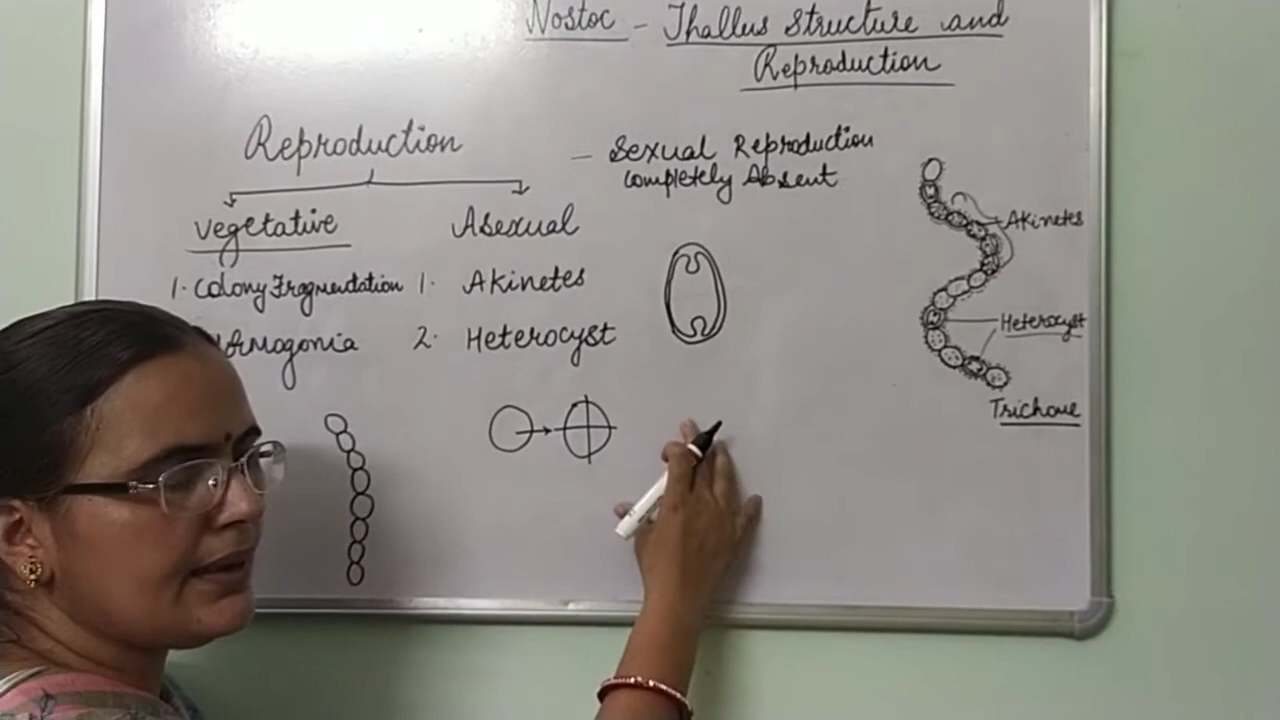 Nostoc - Thallus Structure and
Reproduction
Reproduction
- Sexual Reproduction
completely Absent
Vegetative
Asexual
1. Colony Fragmentation
1. Akinetes
2. Heterocyst
Akinetes
Heterocyst
Trichome